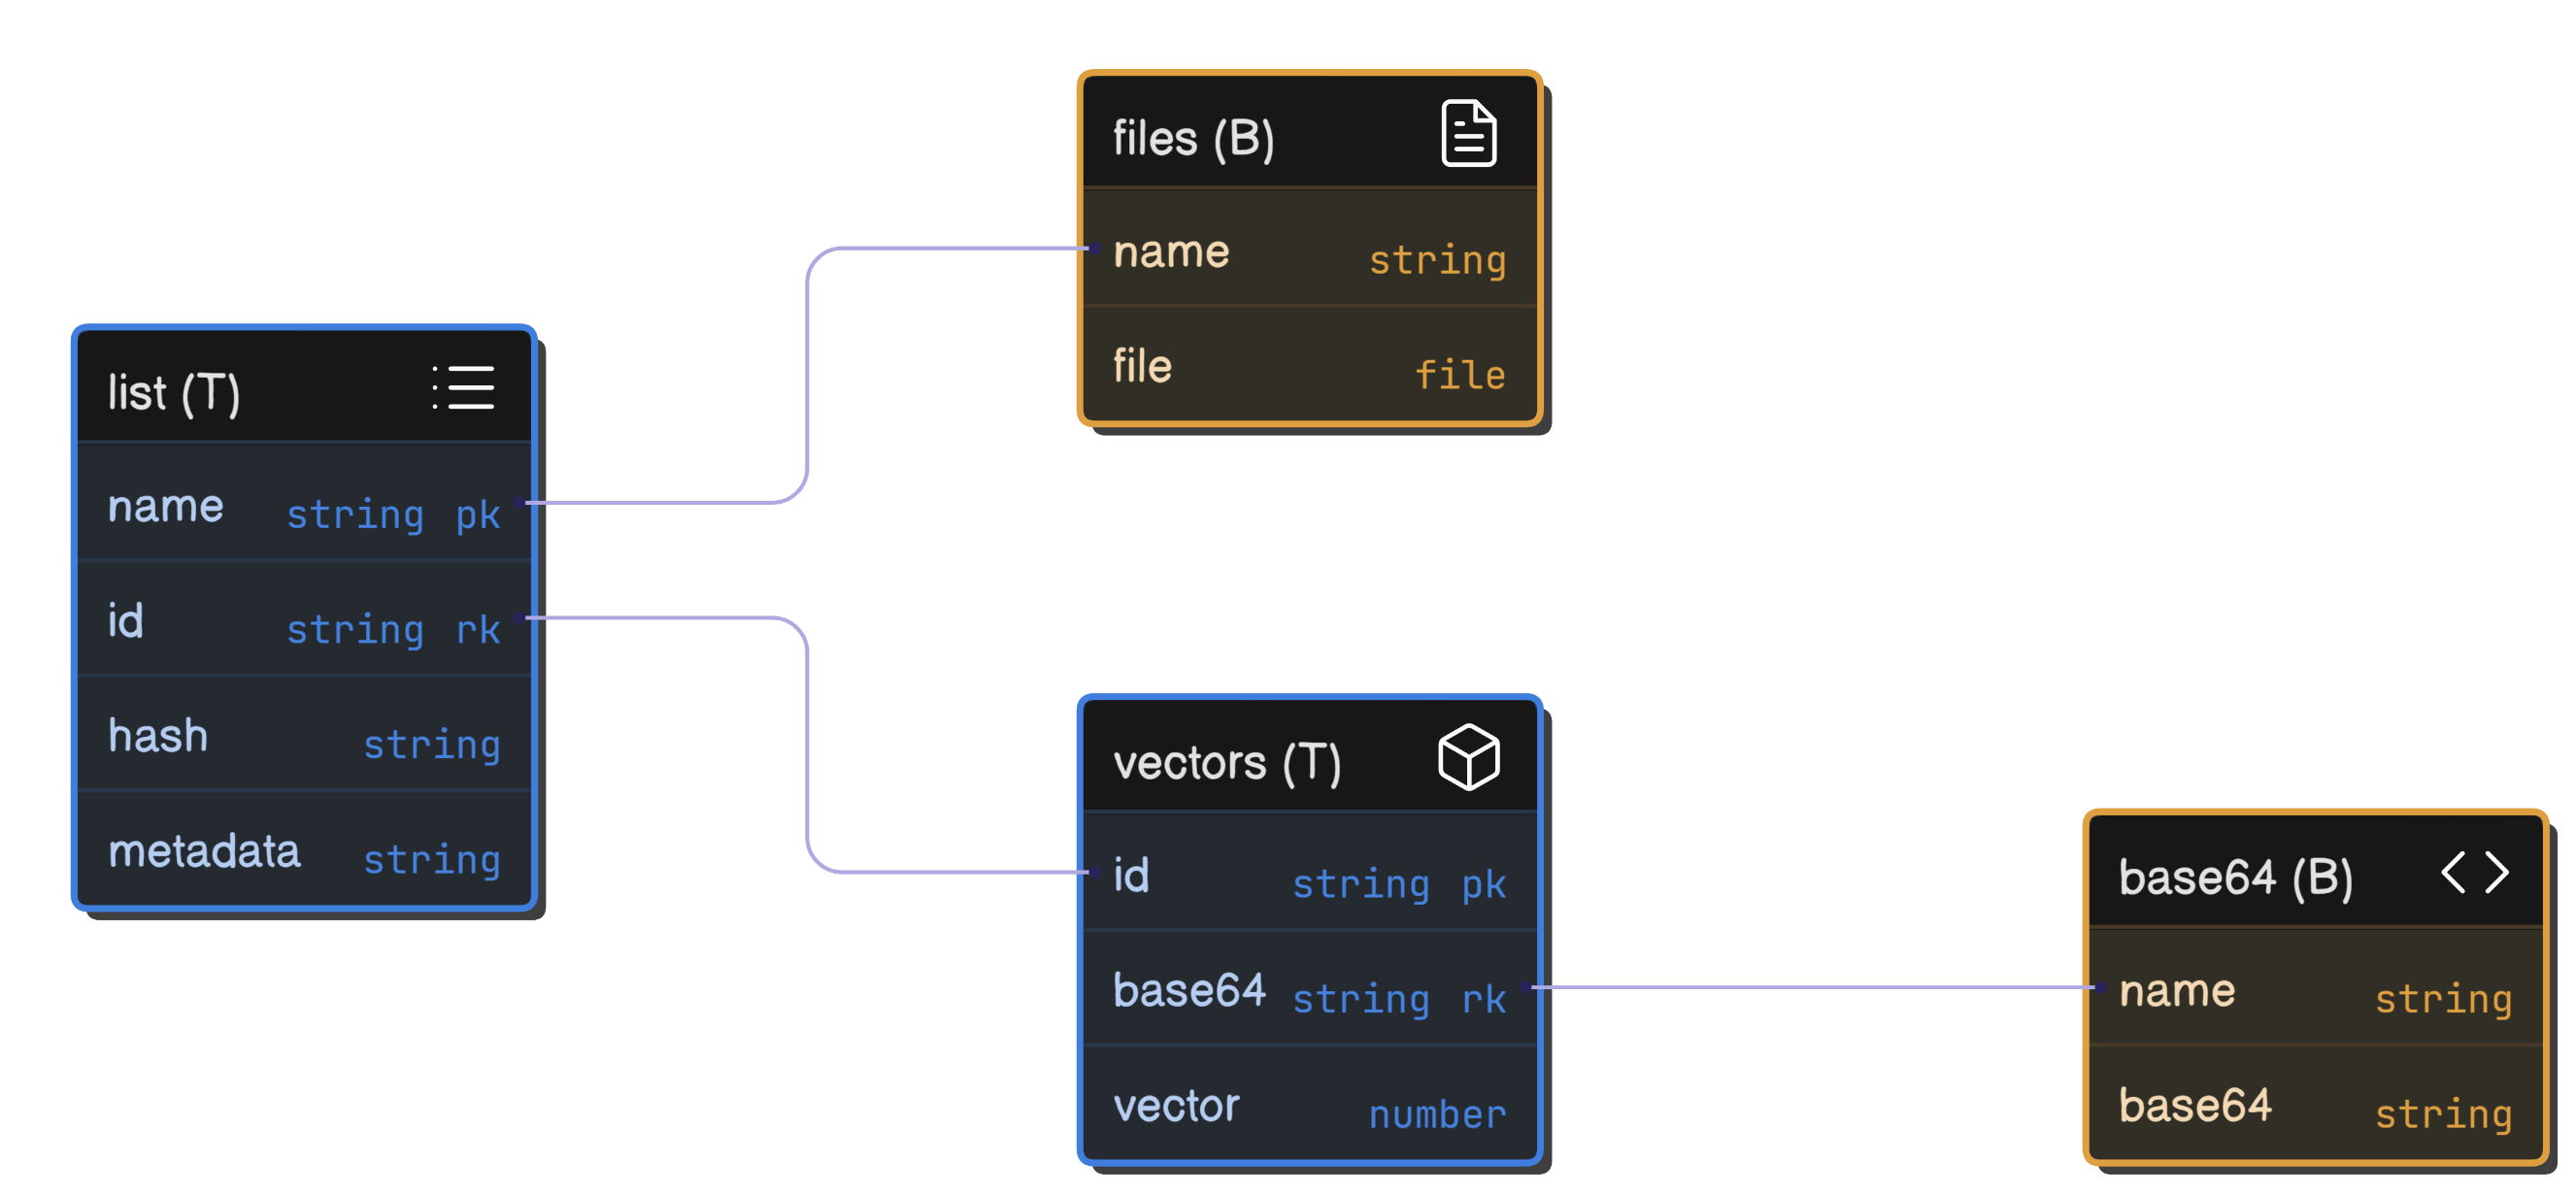 files (B)
name string
file file
list (T)
name string pk
id string rk
hash string
metadata string
vectors (T)
id string pk
base64 string rk
vector number
base64 (B)
name string
base64 string